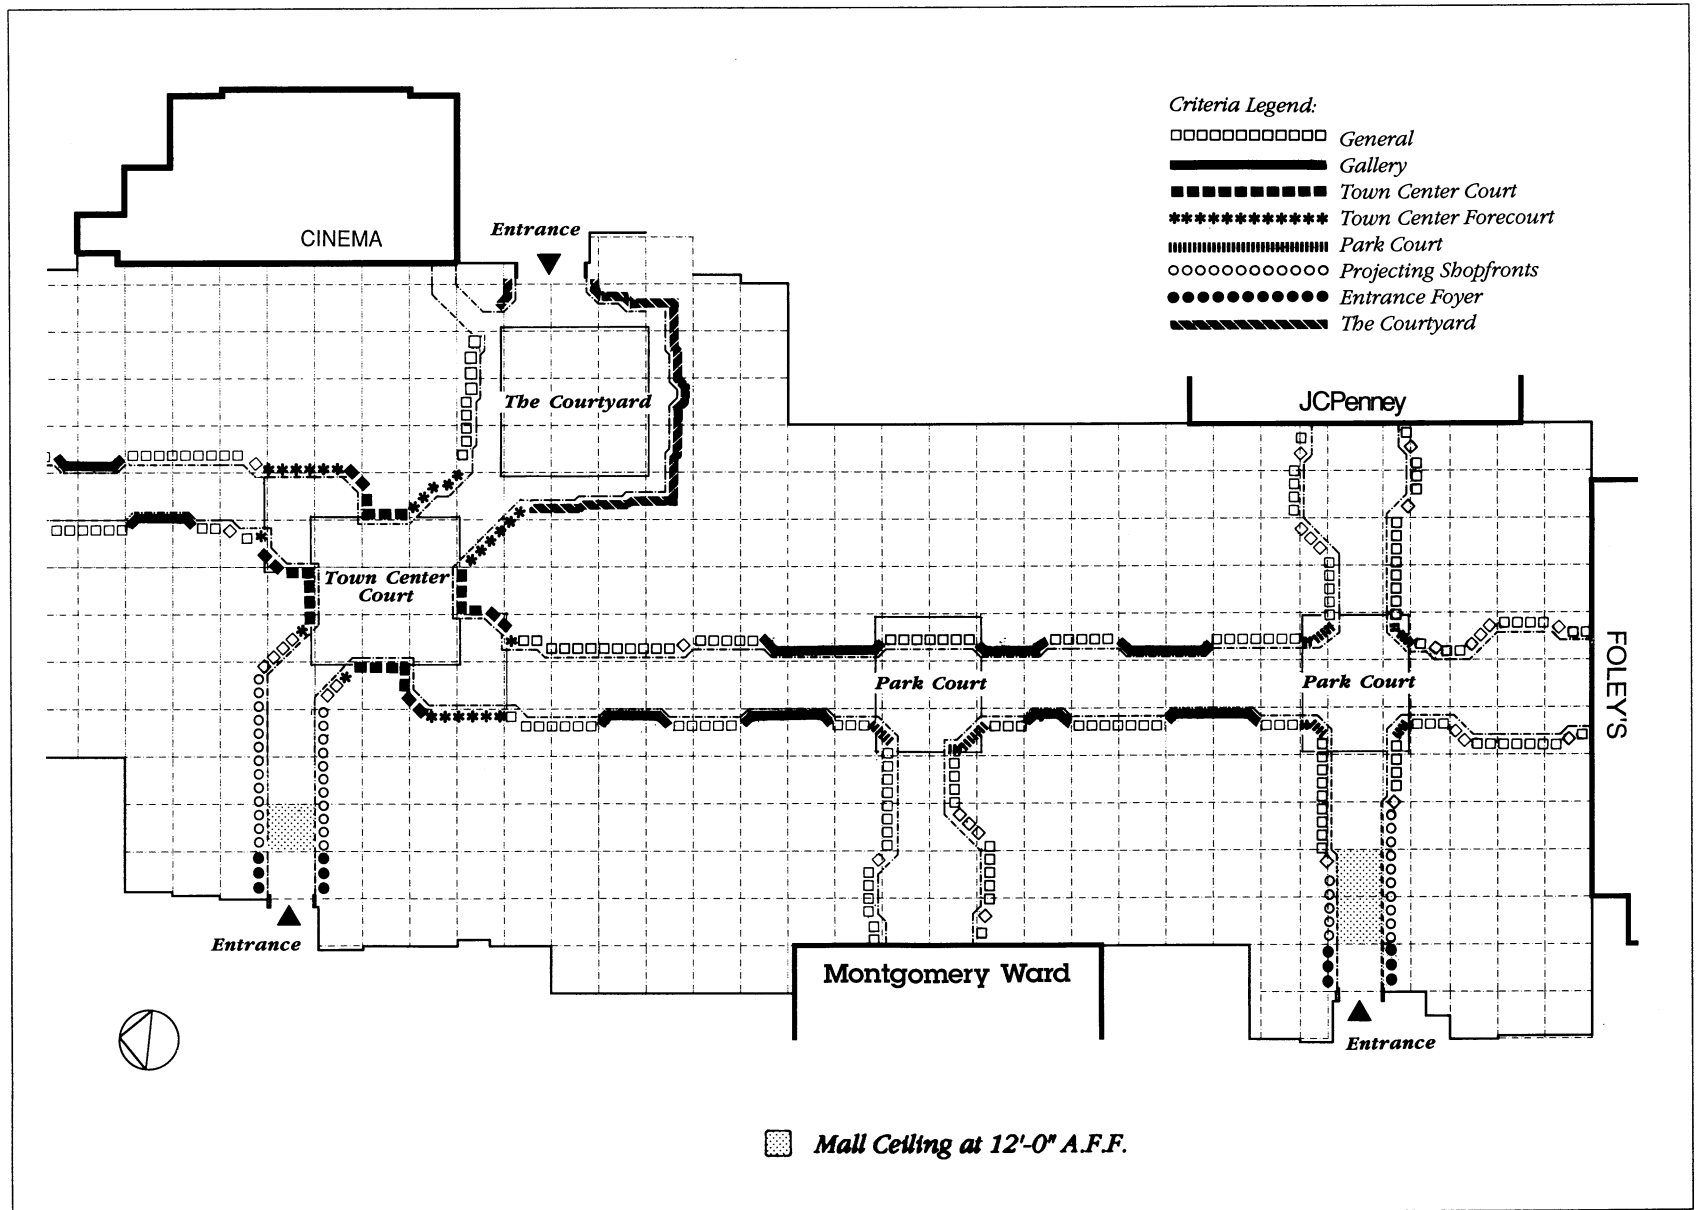 Criteria Legend:
General
Gallery
Town Center Court
Town Center Forecourt
Park Court
Projecting Shopfronts
Entrance Foyer
The Courtyard
CINEMA
Entrance
The Courtyard
JCPenney
Town Center
Court
Park Court
Park Court
FOLEY'S
Entrance
Montgomery Ward
Entrance
Mall Ceiling at 12'-0" A.F.F.